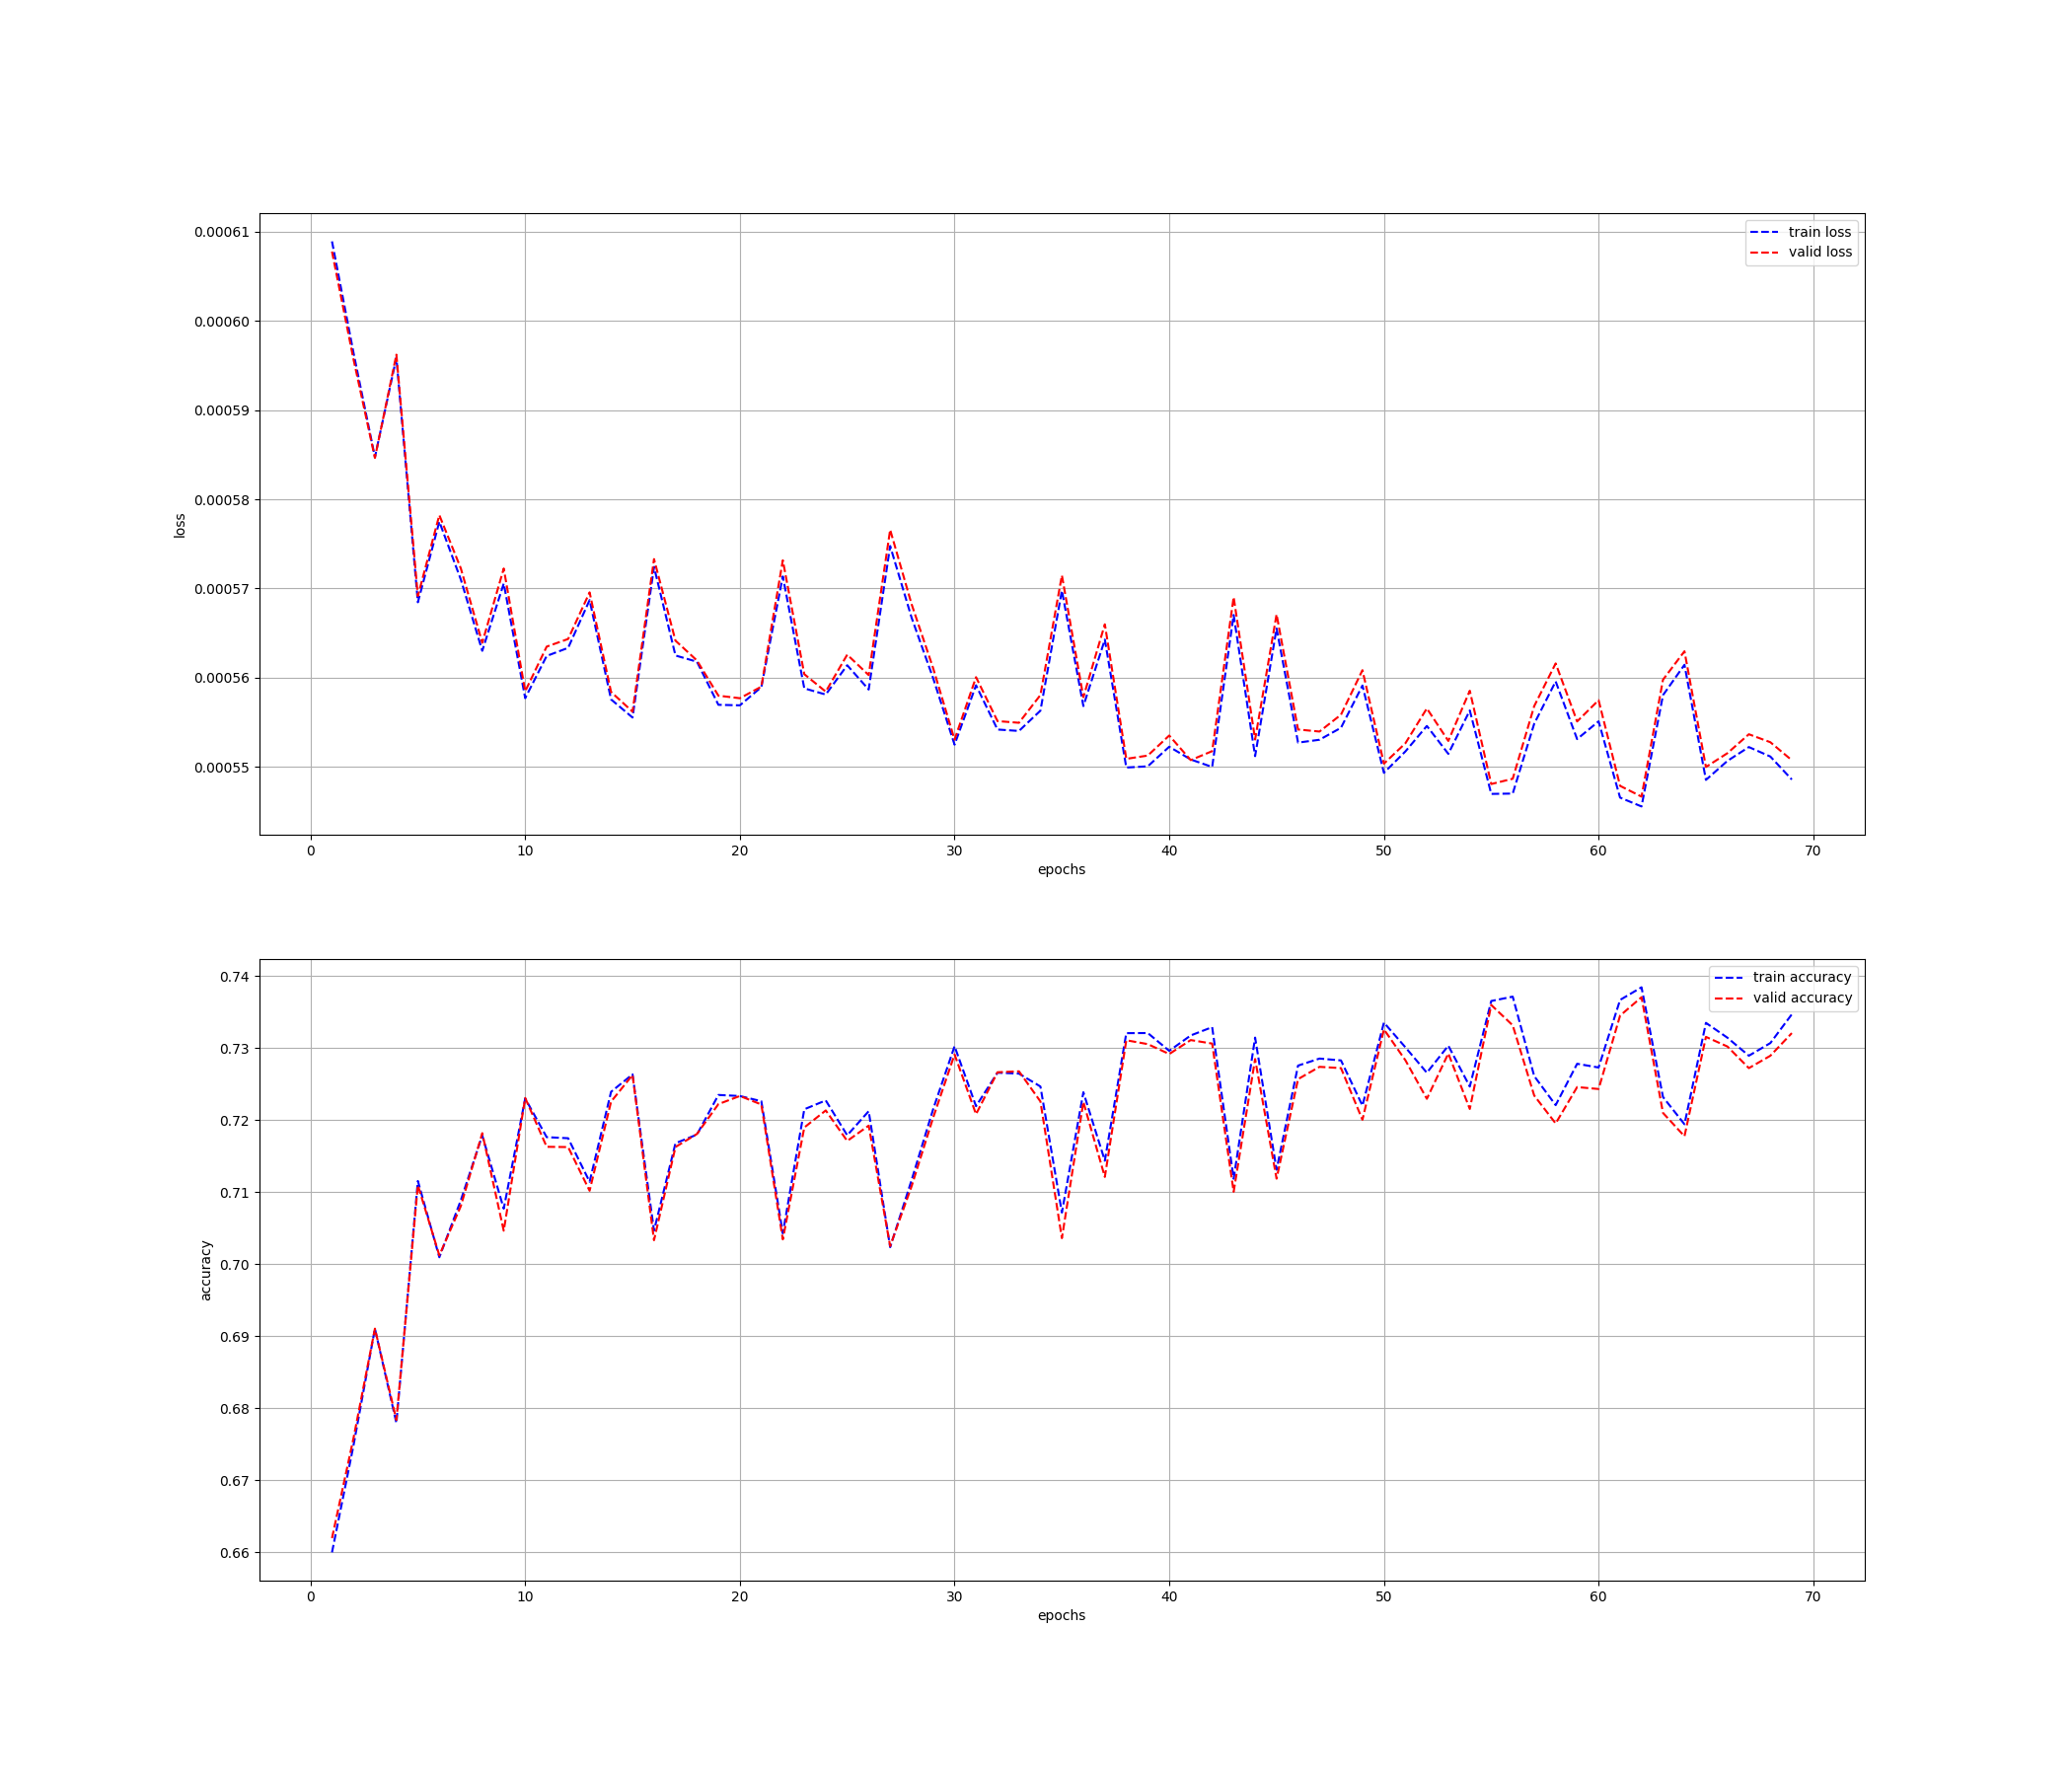 0.00061
0.00060
0.00059
0.00058
0.00057
0.00056
0.00055
loss
train loss
valid loss
0 10 20 30 40 50 60 70
epochs
0.74
0.73
0.72
0.71
0.70
0.69
0.68
0.67
0.66
accuracy
train accuracy
valid accuracy
0 10 20 30 40 50 60 70
epochs